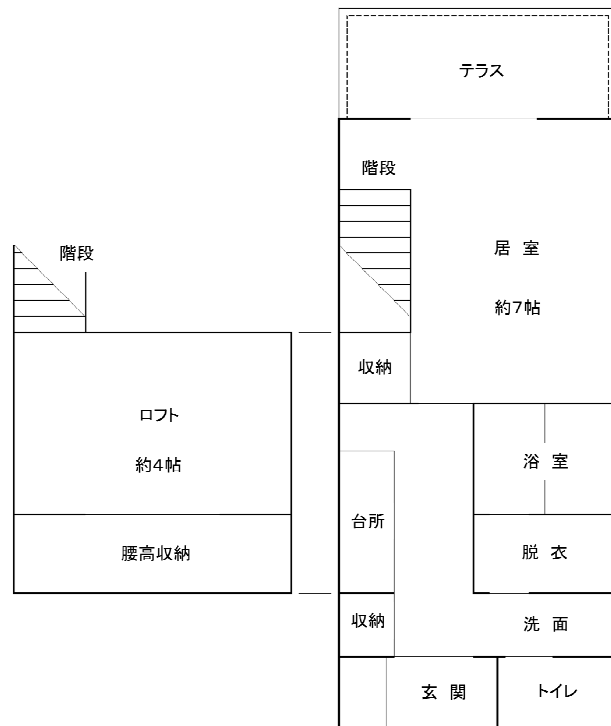 テラス
階段
居 室
約7帖
収納
階段
ロフト
約4帖
腰高収納
浴 室
台所
脱 衣
収納
洗 面
玄 関
トイレ